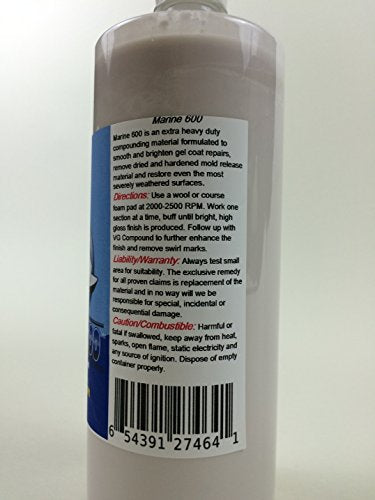 Marine 600
Marine 600 is an extra heavy duty
compounding material formulated to
smooth and brighten gel coat repairs,
remove dried and hardened mold release
material and restore even the most
severely weathered surfaces.
Directions: Use a wool or course
foam pad at 2000-2500 RPM. Work one
section at a time, buff until bright, high
gloss finish is produced. Follow up with
VG Compound to further enhance the
finish and remove swirl marks.
Liability/Warranty: Always test small
area for suitability. The exclusive remedy
for all proven claims is replacement of the
material and in no way will we be
responsible for special, incidental or
consequential damage.
Caution/Combustible: Harmful or
fatal if swallowed, keep away from heat,
sparks, open flame, static electricity and
any source of ignition. Dispose of empty
container properly.
6 54391 27464 1